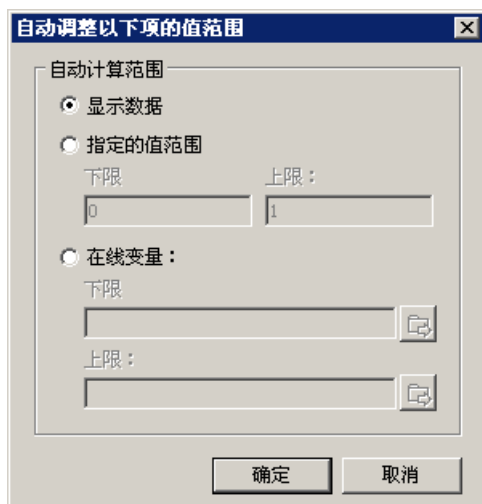 自动调整以下项的值范围
自动计算范围
显示数据
指定的值范围
下限 上限：
0 1
在线变量：
下限
上限：
确定 取消